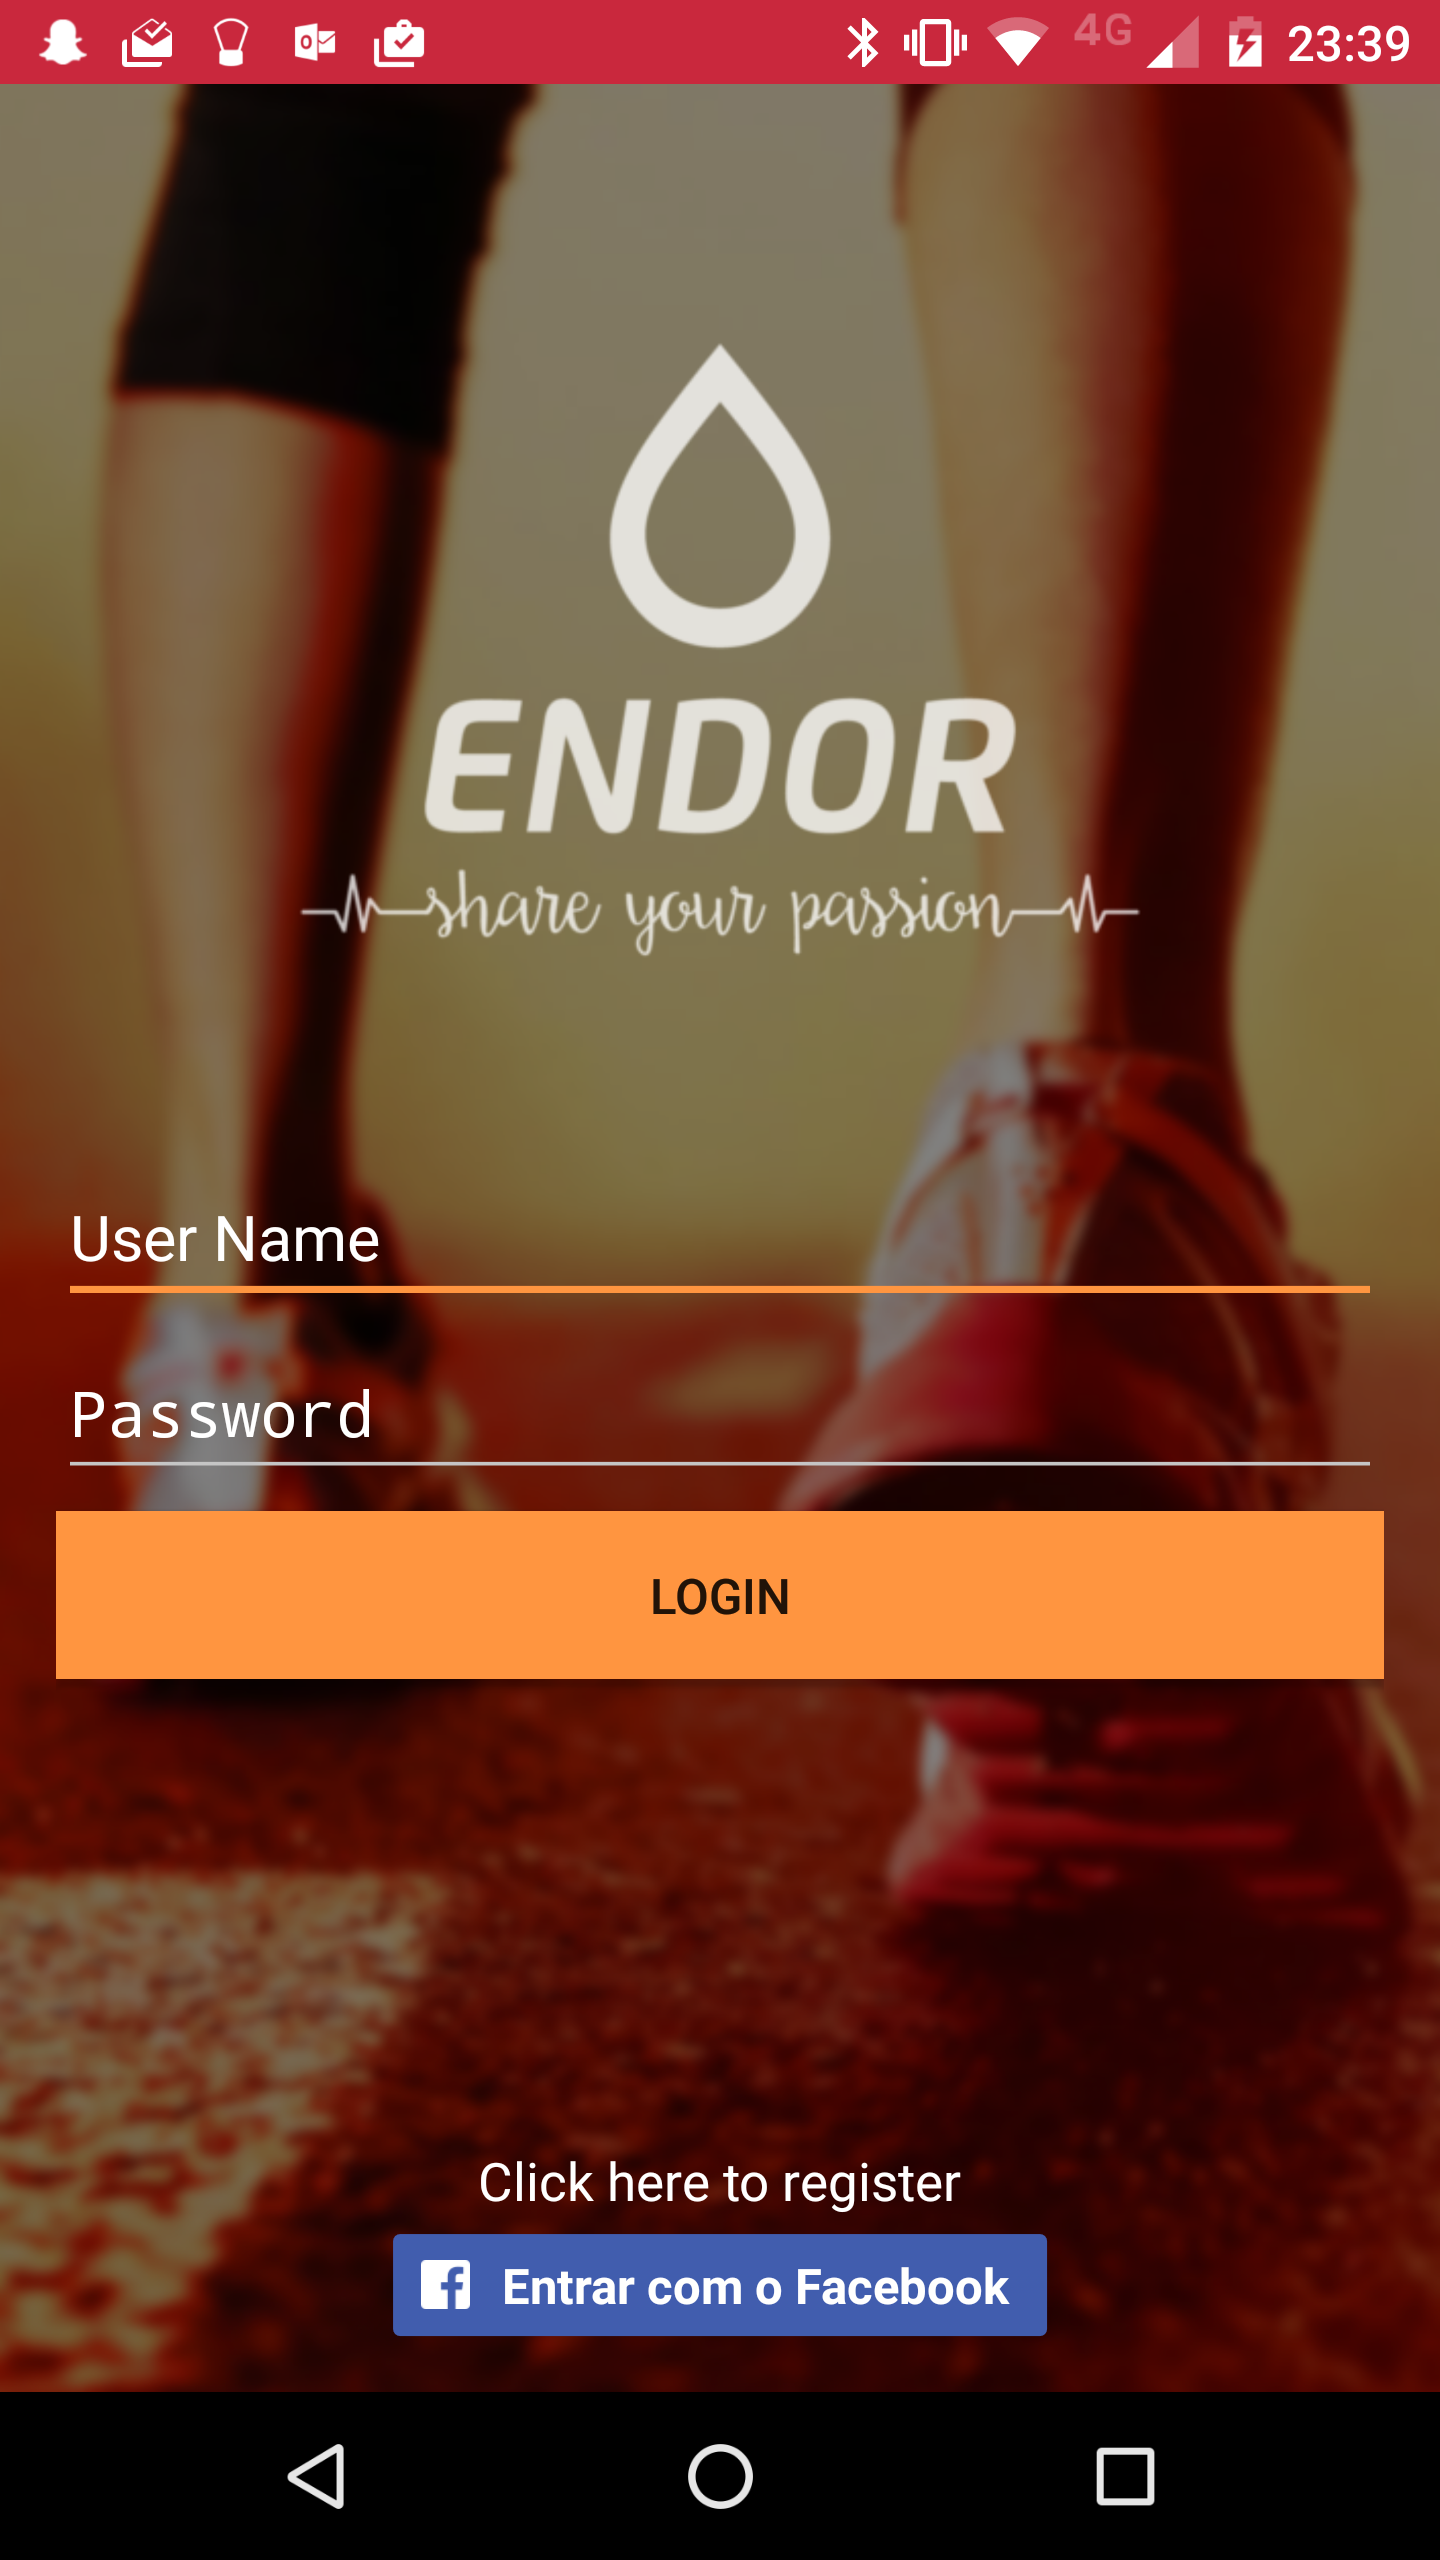 4G 23:39
ENDOR
share your passion
User Name
Password
LOGIN
Click here to register
Entrar com o Facebook